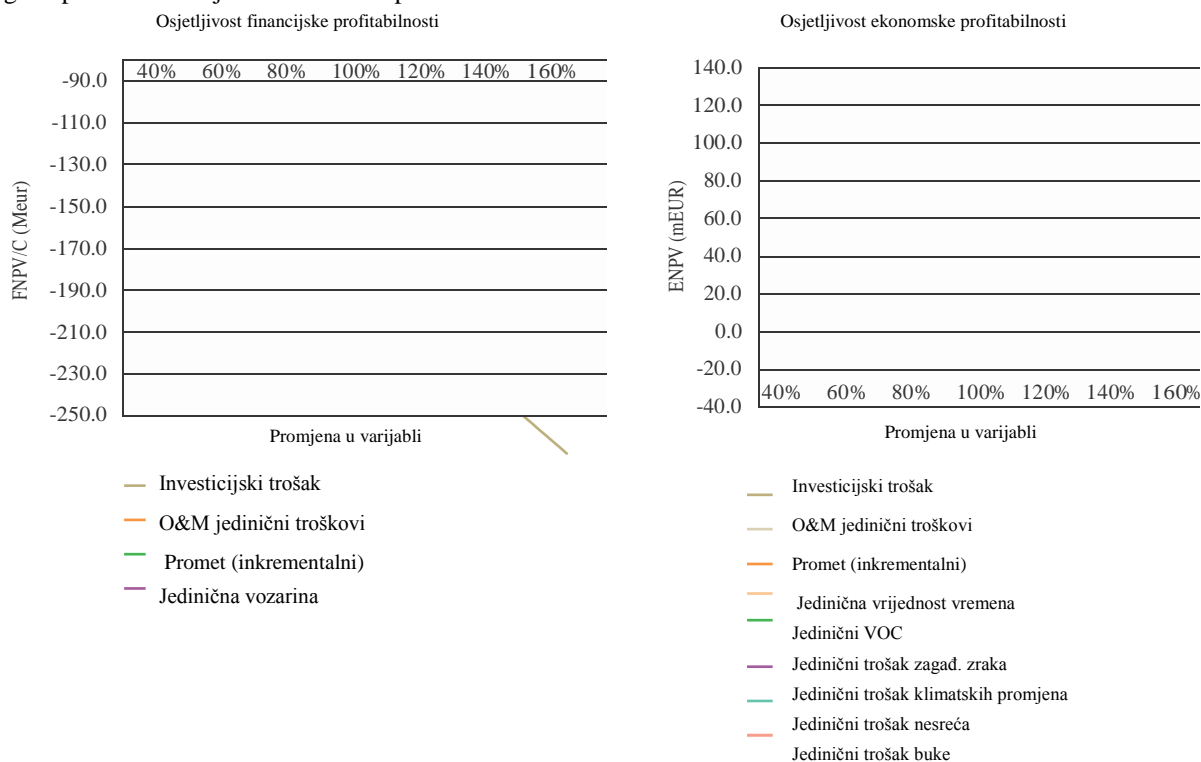 Osjetljivost financijske profitabilnosti
40% 60% 80% 100% 120% 140% 160%
-90.0
-110.0
-130.0
-150.0
-170.0
-190.0
-210.0
-230.0
-250.0
FNPV/C (Meur)
Promjena u varijabli
Investicijski trošak
O&M jedinični troškovi
Promet (inkrementalni)
Jedinična vozarina
Osjetljivost ekonomske profitabilnosti
140.0
120.0
100.0
80.0
60.0
40.0
20.0
0.0
-20.0
-40.0
ENPV (mEUR)
40% 60% 80% 100% 120% 140% 160%
Promjena u varijabli
Investicijski trošak
O&M jedinični troškovi
Promet (inkrementalni)
Jedinična vrijednost vremena
Jedinični VOC
Jedinični trošak zagađ. zraka
Jedinični trošak klimatskih promjena
Jedinični trošak nesreća
Jedinični trošak buke